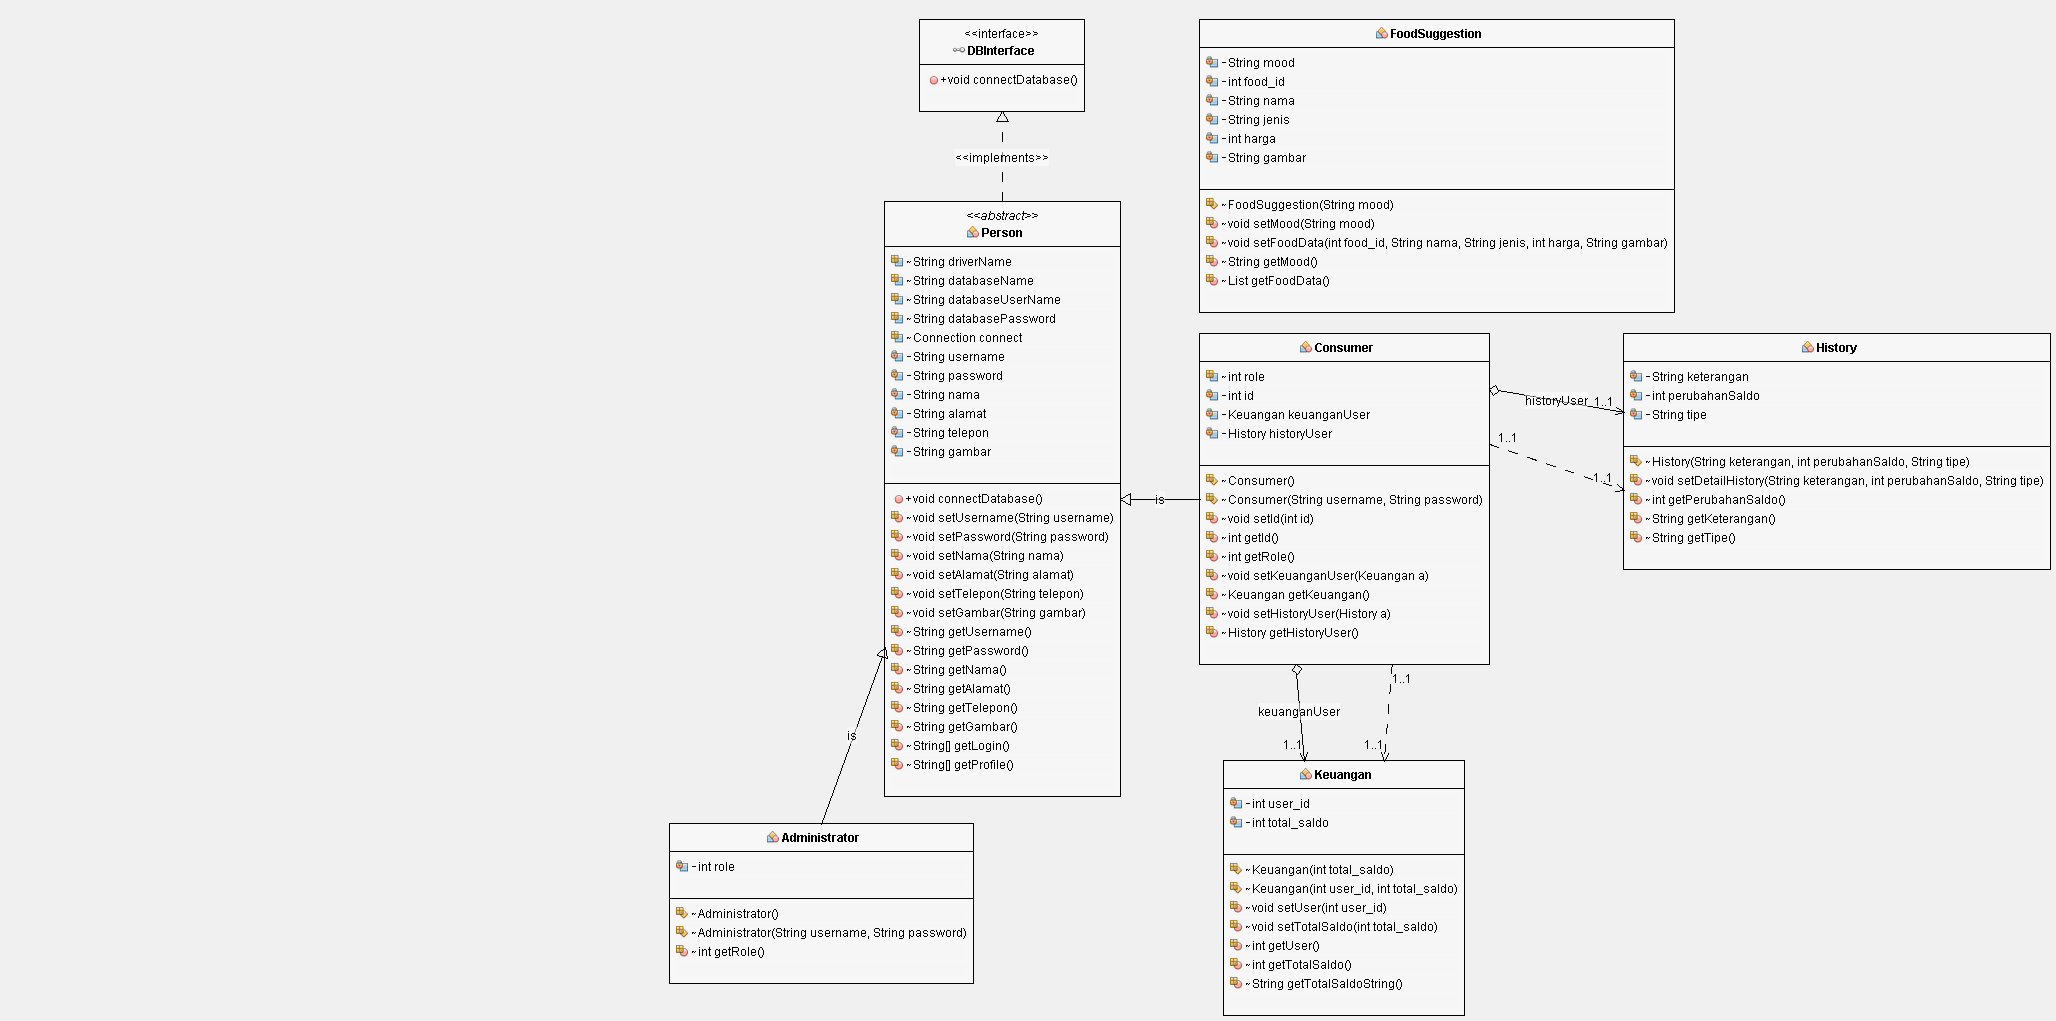 <<interface>>
DBInterface
+void connectDatabase()
<<implements>>
<<abstract>>
Person
~String driverName
~String databaseName
~String databaseUserName
~String databasePassword
~Connection connect
-String username
-String password
-String nama
-String alamat
-String telepon
-String gambar
+void connectDatabase()
~void setUsername(String username)
~void setPassword(String password)
~void setNama(String nama)
~void setAlamat(String alamat)
~void setTelepon(String telepon)
~void setGambar(String gambar)
~String getUsername()
~String getPassword()
~String getNama()
~String getAlamat()
~String getTelepon()
~String getGambar()
~String[] getLogin()
~String[] getProfile()
is
Administrator
-int role
~Administrator()
~Administrator(String username, String password)
~int getRole()
FoodSuggestion
-String mood
-int food_id
-String nama
-String jenis
-int harga
-String gambar
~FoodSuggestion(String mood)
~void setMood(String mood)
~void setFoodData(int food_id, String nama, String jenis, int harga, String gambar)
~String getMood()
~List getFoodData()
is
Consumer
~int role
-int id
-Keuangan keuanganUser
-History historyUser
~Consumer()
~Consumer(String username, String password)
~void setId(int id)
~int getId()
~int getRole()
~void setKeuanganUser(Keuangan a)
~Keuangan getKeuangan()
~void setHistoryUser(History a)
~History getHistoryUser()
historyUser 1..1
1..1
1..1
History
-String keterangan
-int perubahanSaldo
-String tipe
~History(String keterangan, int perubahanSaldo, String tipe)
~void setDetailHistory(String keterangan, int perubahanSaldo, String tipe)
~int getPerubahanSaldo()
~String getKeterangan()
~String getTipe()
1..1
keuanganUser
1..1 1..1
Keuangan
-int user_id
-int total_saldo
~Keuangan(int total_saldo)
~Keuangan(int user_id, int total_saldo)
~void setUser(int user_id)
~void setTotalSaldo(int total_saldo)
~int getUser()
~int getTotalSaldo()
~String getTotalSaldoString()